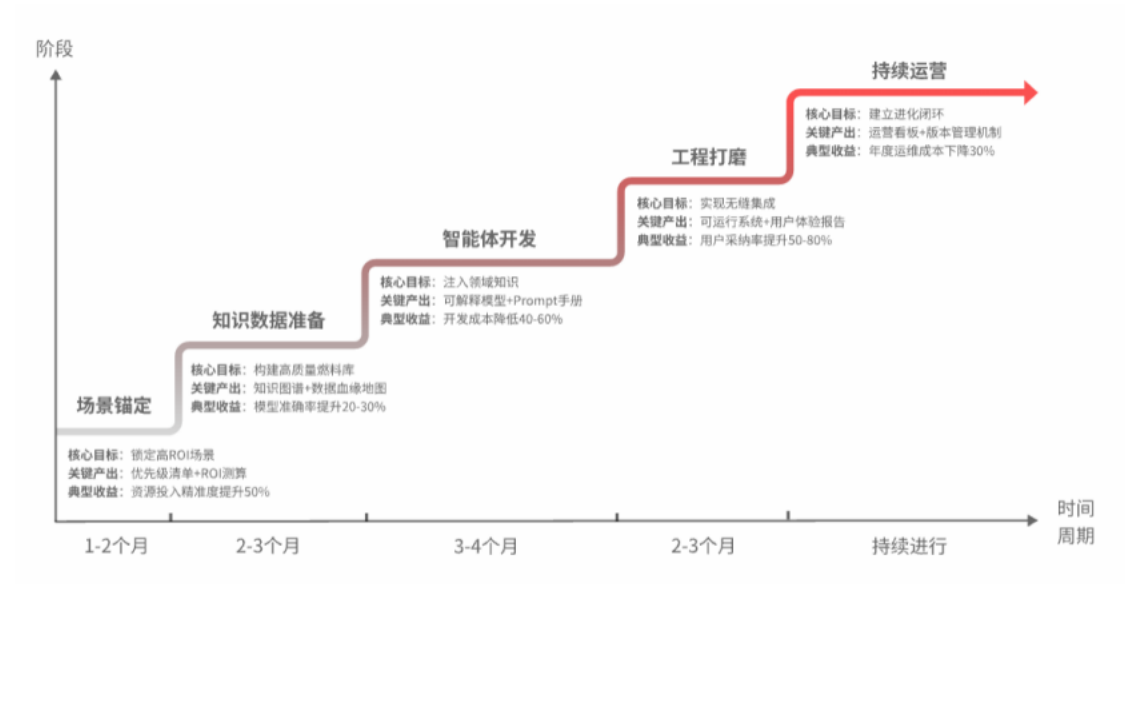 阶段
持续运营
核心目标：建立进化闭环
关键产出：运营看板+版本管理机制
典型收益：年度运维成本下降30%
工程打磨
核心目标：实现无缝集成
关键产出：可运行系统+用户体验报告
典型收益：用户采纳率提升50-80%
智能体开发
核心目标：注入领域知识
关键产出：可解释模型+Prompt手册
典型收益：开发成本降低40-60%
知识数据准备
核心目标：构建高质量燃料库
关键产出：知识图谱+数据血缘地图
典型收益：模型准确率提升20-30%
场景锚定
核心目标：锁定高ROI场景
关键产出：优先级清单+ROI测算
典型收益：资源投入精准度提升50%
1-2个月
2-3个月
3-4个月
2-3个月
持续进行
时间
周期